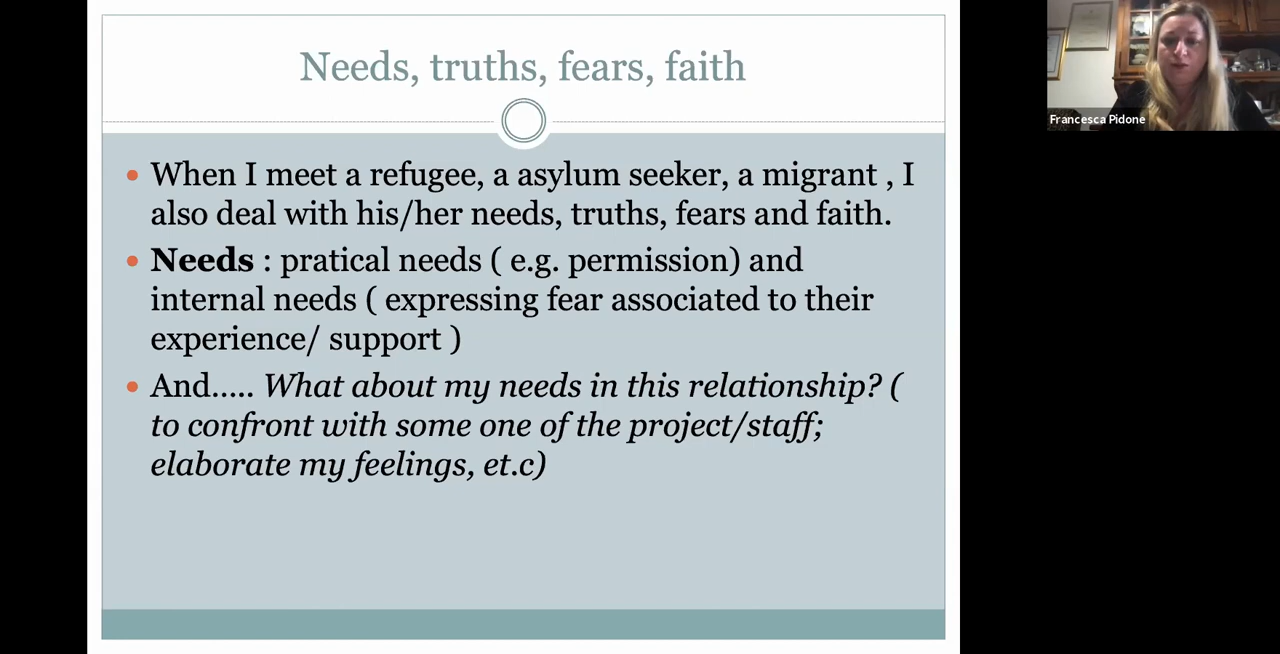 Needs, truths, fears, faith
When I meet a refugee, a asylum seeker, a migrant , I
also deal with his/her needs, truths, fears and faith.
Needs : pratical needs ( e.g. permission) and
internal needs ( expressing fear associated to their
experience/ support )
And..... What about my needs in this relationship? (
to confront with some one of the project/staff;
elaborate my feelings, et.c)
Francesca Pidone